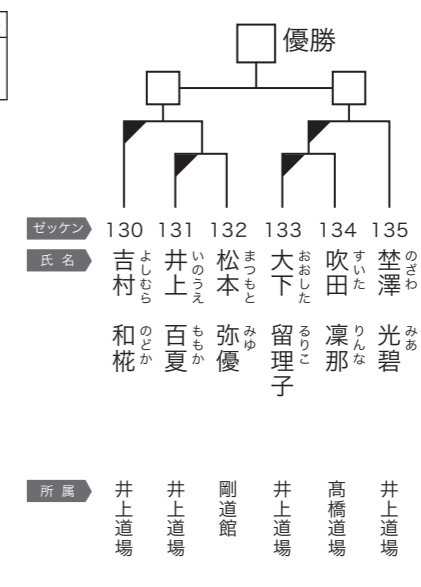 優勝
ゼッケン 130 131 132 133 134 135
氏名
吉村 和椛 よしむら のどか
井上 百夏 いのうえ ももか
松本 弥優 まつもと みゆ
大下 留理子 おおした るりこ
吹田 凜那 すいた りんな
埜澤 光碧 のざわ みあ
所属
井上道場
井上道場
剛道館
井上道場
髙橋道場
井上道場